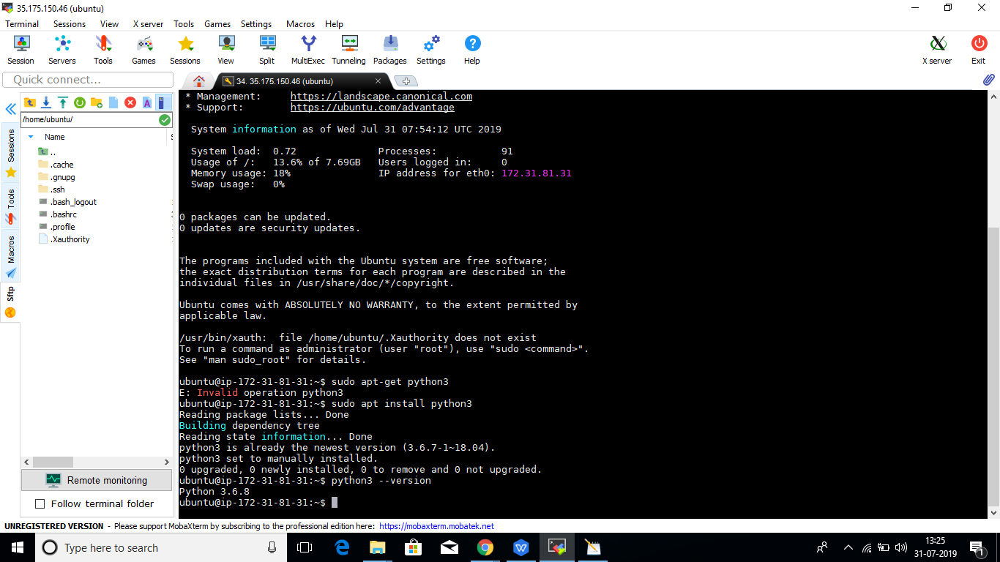 35.175.150.46 (ubuntu)
Terminal Sessions View X server Tools Games Settings Macros Help
Session Servers Tools Games Sessions View Split MultiExec Tunneling Packages Settings Help X server Exit
Quick connect...
34. 35.175.150.46 (ubuntu)
/home/ubuntu/
Name
..
.cache
.gnupg
.ssh
.bash_logout
.bashrc
.profile
.Xauthority
Sessions
Tools
Macros
Sftp
Remote monitoring
Follow terminal folder
* Management: https://landscape.canonical.com
* Support: https://ubuntu.com/advantage
System information as of Wed Jul 31 07:54:12 UTC 2019
System load: 0.72 Processes: 91
Usage of /: 13.6% of 7.69GB Users logged in: 0
Memory usage: 18% IP address for eth0: 172.31.81.31
Swap usage: 0%
0 packages can be updated.
0 updates are security updates.
The programs included with the Ubuntu system are free software;
the exact distribution terms for each program are described in the
individual files in /usr/share/doc/*/copyright.
Ubuntu comes with ABSOLUTELY NO WARRANTY, to the extent permitted by
applicable law.
/usr/bin/xauth: file /home/ubuntu/.Xauthority does not exist
To run a command as administrator (user "root"), use "sudo <command>".
See "man sudo_root" for details.
ubuntu@ip-172-31-81-31:~$ sudo apt-get python3
E: Invalid operation python3
ubuntu@ip-172-31-81-31:~$ sudo apt install python3
Reading package lists... Done
Building dependency tree
Reading state information... Done
python3 is already the newest version (3.6.7-1~18.04).
python3 set to manually installed.
0 upgraded, 0 newly installed, 0 to remove and 0 not upgraded.
ubuntu@ip-172-31-81-31:~$ python3 --version
Python 3.6.8
ubuntu@ip-172-31-81-31:~$
UNREGISTERED VERSION - Please support MobaXterm by subscribing to the professional edition here: https://mobaxterm.mobatek.net
Type here to search
13:25
31-07-2019
1